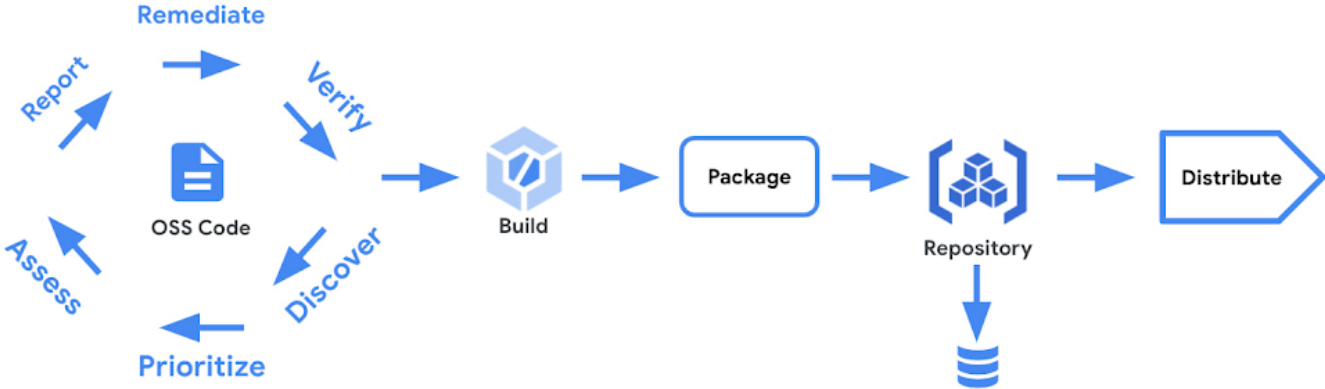 Remediate
Report
Verify
OSS Code
Build
Package
Repository
Distribute
Assess
Discover
Prioritize